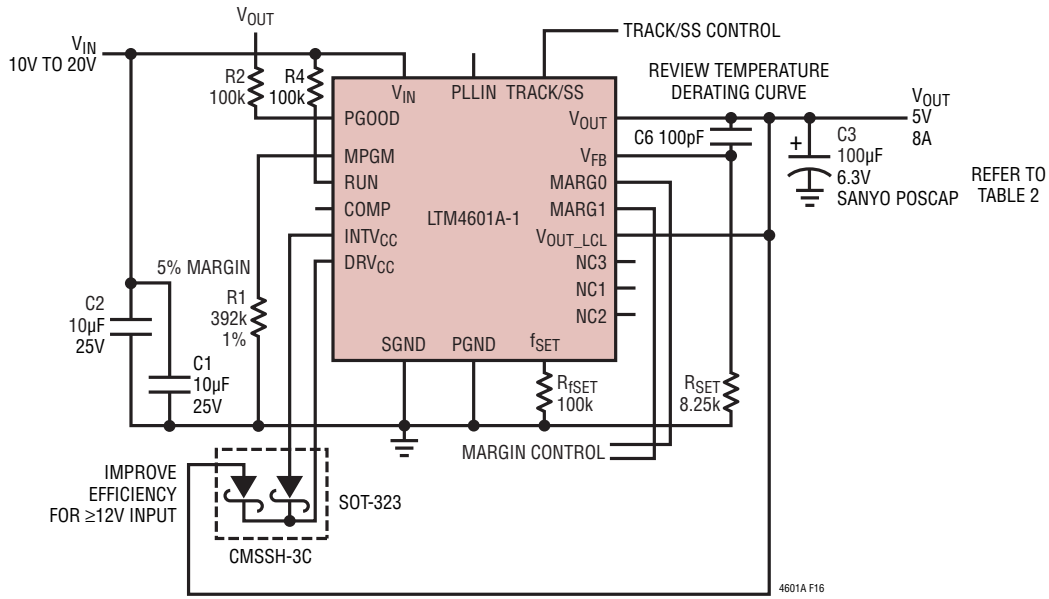 VOUT
VIN
10V TO 20V
R2
100k
R4
100k
TRACK/SS CONTROL
REVIEW TEMPERATURE
DERATING CURVE
VIN
PLLIN
TRACK/SS
PGOOD
MPGM
RUN
COMP
INTVCC
DRVCC
LTM4601A-1
VOUT
VFB
MARG0
MARG1
VOUT_LCL
NC3
NC1
NC2
SGND
PGND
fSET
C6 100pF
+
C3
100µF
6.3V
SANYO POSCAP
VOUT
5V
8A
REFER TO
TABLE 2
5% MARGIN
R1
392k
1%
C2
10µF
25V
C1
10µF
25V
RfSET
100k
RSET
8.25k
MARGIN CONTROL
IMPROVE
EFFICIENCY
FOR ≥12V INPUT
SOT-323
CMSSH-3C
4601A F16